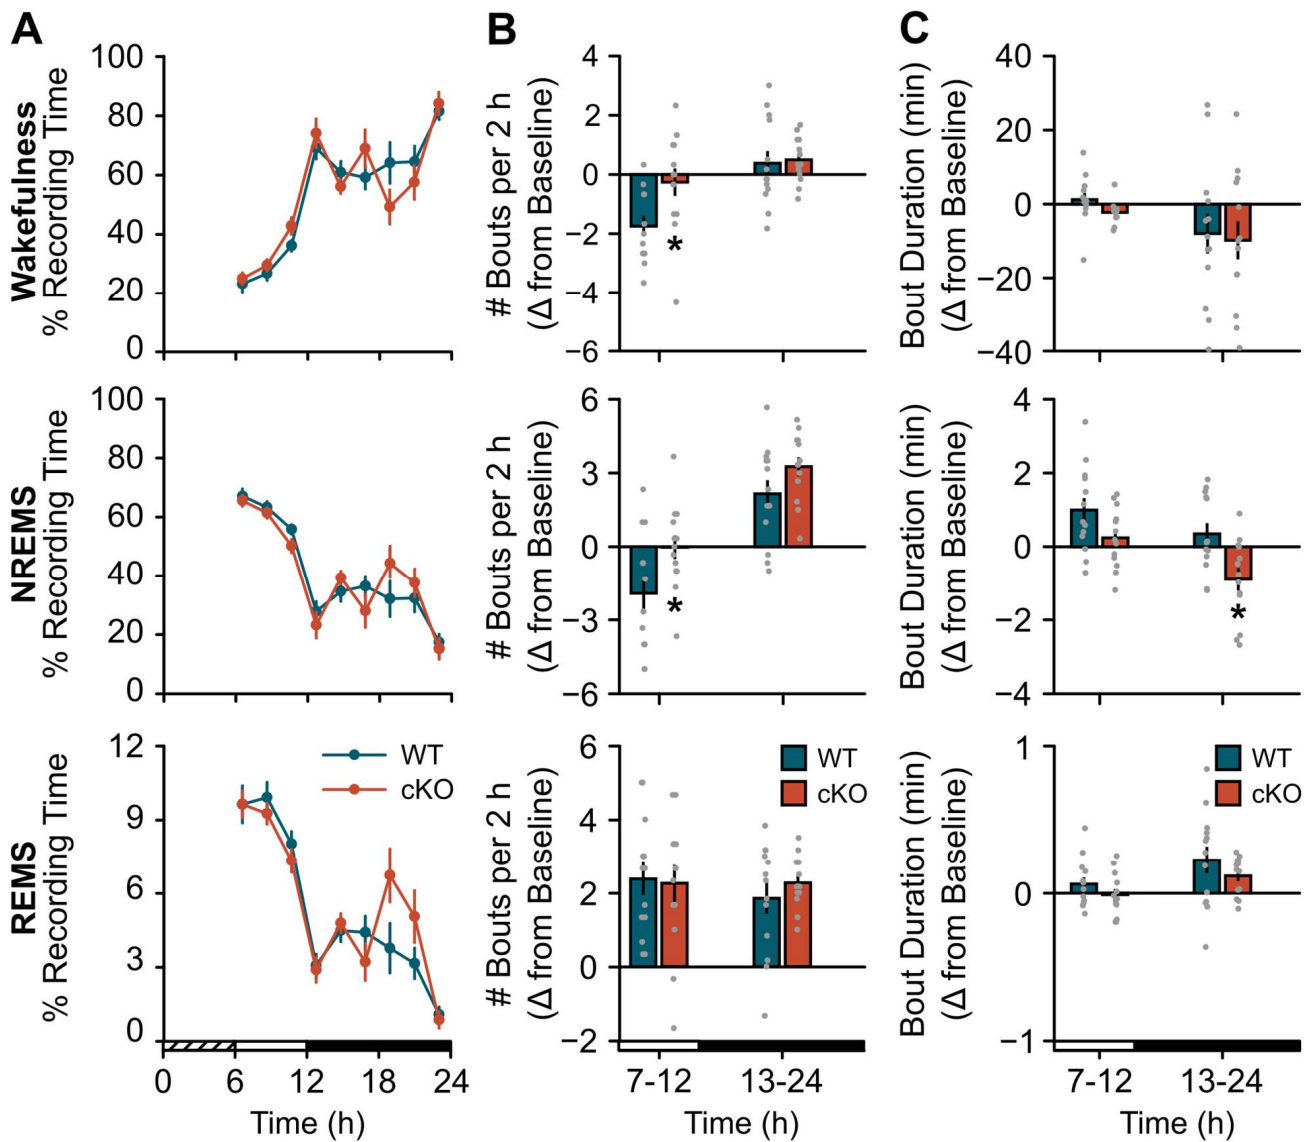 A
B
C
Wakefulness
% Recording Time
100
80
60
40
20
0
0
6
12
18
24
# Bouts per 2 h
(Δ from Baseline)
4
2
0
−2
−4
−6
*
Bout Duration (min)
(Δ from Baseline)
40
20
0
−20
−40
NREMS
% Recording Time
100
80
60
40
20
0
# Bouts per 2 h
(Δ from Baseline)
6
3
0
−3
−6
*
Bout Duration (min)
(Δ from Baseline)
4
2
0
−2
−4
*
REMS
% Recording Time
12
9
6
3
0
WT
cKO
Time (h)
# Bouts per 2 h
(Δ from Baseline)
6
4
2
0
−2
WT
cKO
7-12
13-24
Time (h)
Bout Duration (min)
(Δ from Baseline)
1
0
−1
WT
cKO
7-12
13-24
Time (h)